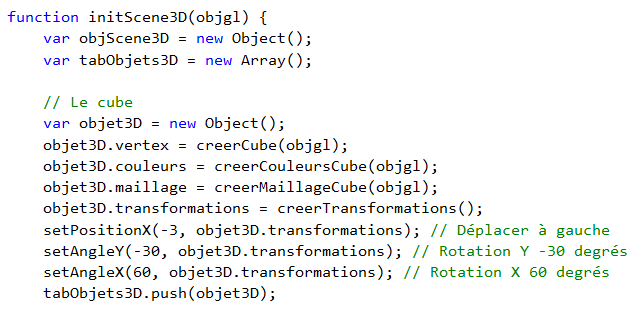 function initScene3D(objgl) {
    var objScene3D = new Object();
    var tabObjets3D = new Array();

    // Le cube
    var objet3D = new Object();
    objet3D.vertex = creerCube(objgl);
    objet3D.couleurs = creerCouleursCube(objgl);
    objet3D.maillage = creerMaillageCube(objgl);
    objet3D.transformations = creerTransformations();
    setPositionX(-3, objet3D.transformations); // Déplacer à gauche
    setAngleY(-30, objet3D.transformations); // Rotation Y -30 degrés
    setAngleX(60, objet3D.transformations); // Rotation X 60 degrés
    tabObjets3D.push(objet3D);